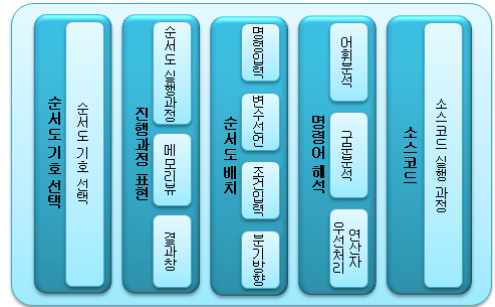 순서도 기호 선택
순서도 기호 선택
진행과정 표현
순서도 실행과정
메모리뷰
결과창
순서도 배치
명령입력
변수선언
조건입력
분기방향
명령어 해석
어휘분석
구문분석
연산자
우선처리
소스코드
소스코드 실행 과정